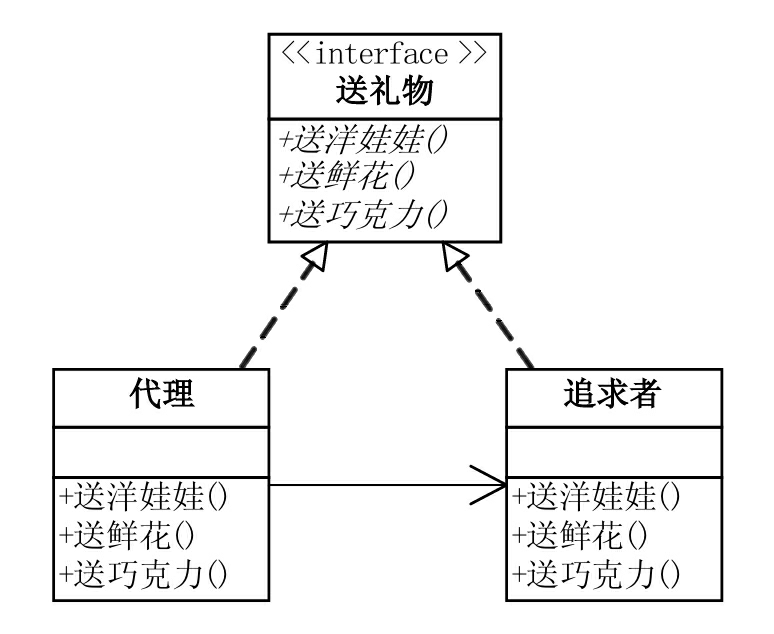 <<interface >>
送礼物
+送洋娃娃()
+送鲜花()
+送巧克力()
代理
+送洋娃娃()
+送鲜花()
+送巧克力()
追求者
+送洋娃娃()
+送鲜花()
+送巧克力()